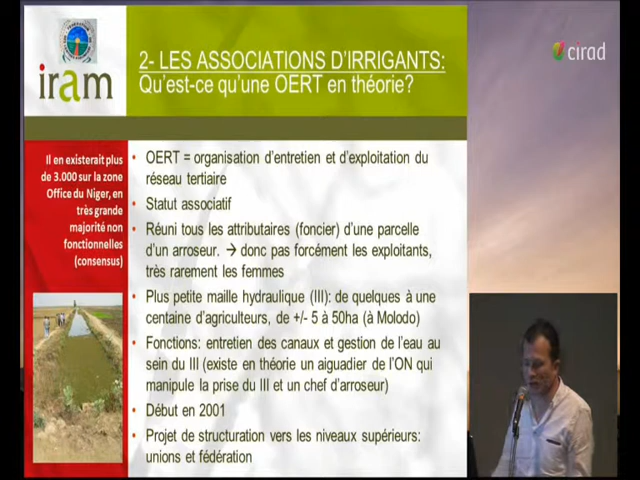 iram
2- LES ASSOCIATIONS D'IRRIGANTS:
Qu'est-ce qu'une OERT en théorie?
cirad
Il en existerait plus
de 3.000 sur la zone
Office du Niger, en
très grande
majorité non
fonctionnelles
(consensus)
• OERT = organisation d'entretien et d'exploitation du
réseau tertiaire
• Statut associatif
• Réuni tous les attributaires (foncier) d'une parcelle
d'un arroseur. → donc pas forcément les exploitants,
très rarement les femmes
• Plus petite maille hydraulique (III): de quelques à une
centaine d'agriculteurs, de +/- 5 à 50ha (à Molodo)
• Fonctions: entretien des canaux et gestion de l'eau au
sein du III (existe en théorie un aiguadier de l'ON qui
manipule la prise du III et un chef d'arroseur)
• Début en 2001
• Projet de structuration vers les niveaux supérieurs:
unions et fédération